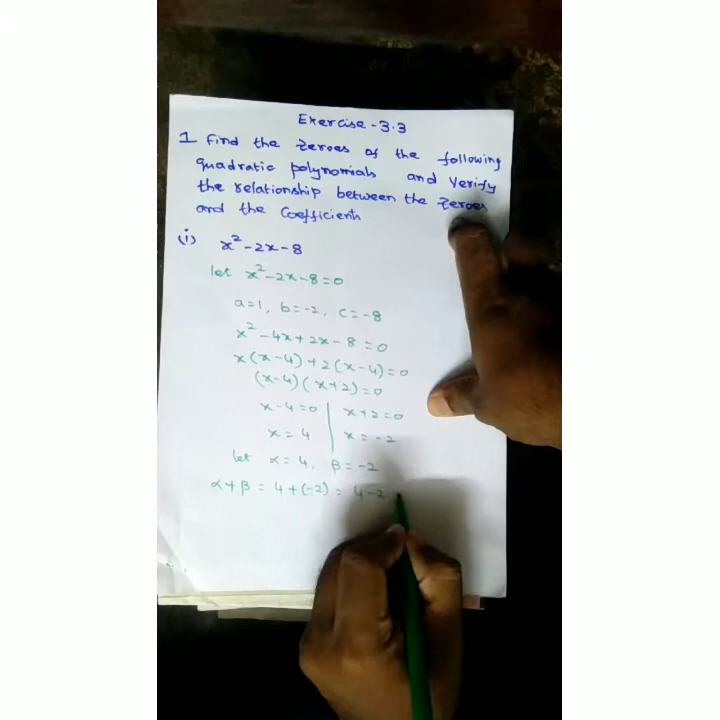 Exercise - 3.3
1 Find the zeroes of the following
quadratic polynomials and Verify
the relationship between the zeroes
and the Coefficients
(i) x² - 2x - 8
let x² - 2x - 8 = 0
a = 1, b = -2, c = -8
x² - 4x + 2x - 8 = 0
x(x - 4) + 2(x - 4) = 0
(x - 4)(x + 2) = 0
x - 4 = 0 | x + 2 = 0
x = 4 | x = -2
let α = 4, β = -2
α + β = 4 + (-2) = 4 - 2